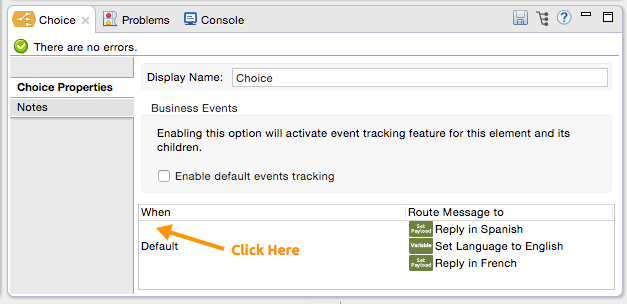 Choice Problems Console
There are no errors.
Choice Properties
Notes
Display Name: Choice
Business Events
Enabling this option will activate event tracking feature for this element and its
children.
Enable default events tracking
When Route Message to
Set Payload Reply in Spanish
Default Variable Set Language to English
Set Payload Reply in French
Click Here